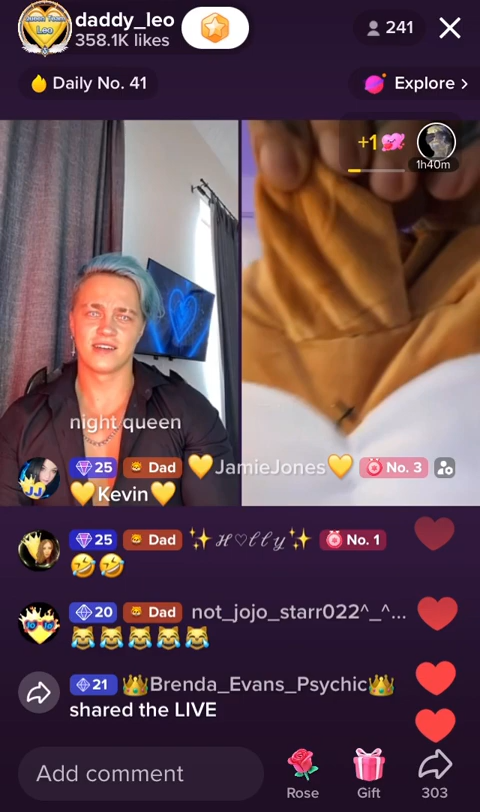 daddy_leo
358.1K likes
241
Daily No. 41
Explore >
+1
1h40m
night queen
25 Dad 💛JamieJones💛 No. 3
💛Kevin💛
25 Dad ✨ℋ♡𝓁𝓁𝓎✨ No. 1
🤣🤣
20 Dad not_jojo_starr022^_^...
😹😹😹😹😹
21 👑Brenda_Evans_Psychic👑
shared the LIVE
Add comment
Rose
Gift
303